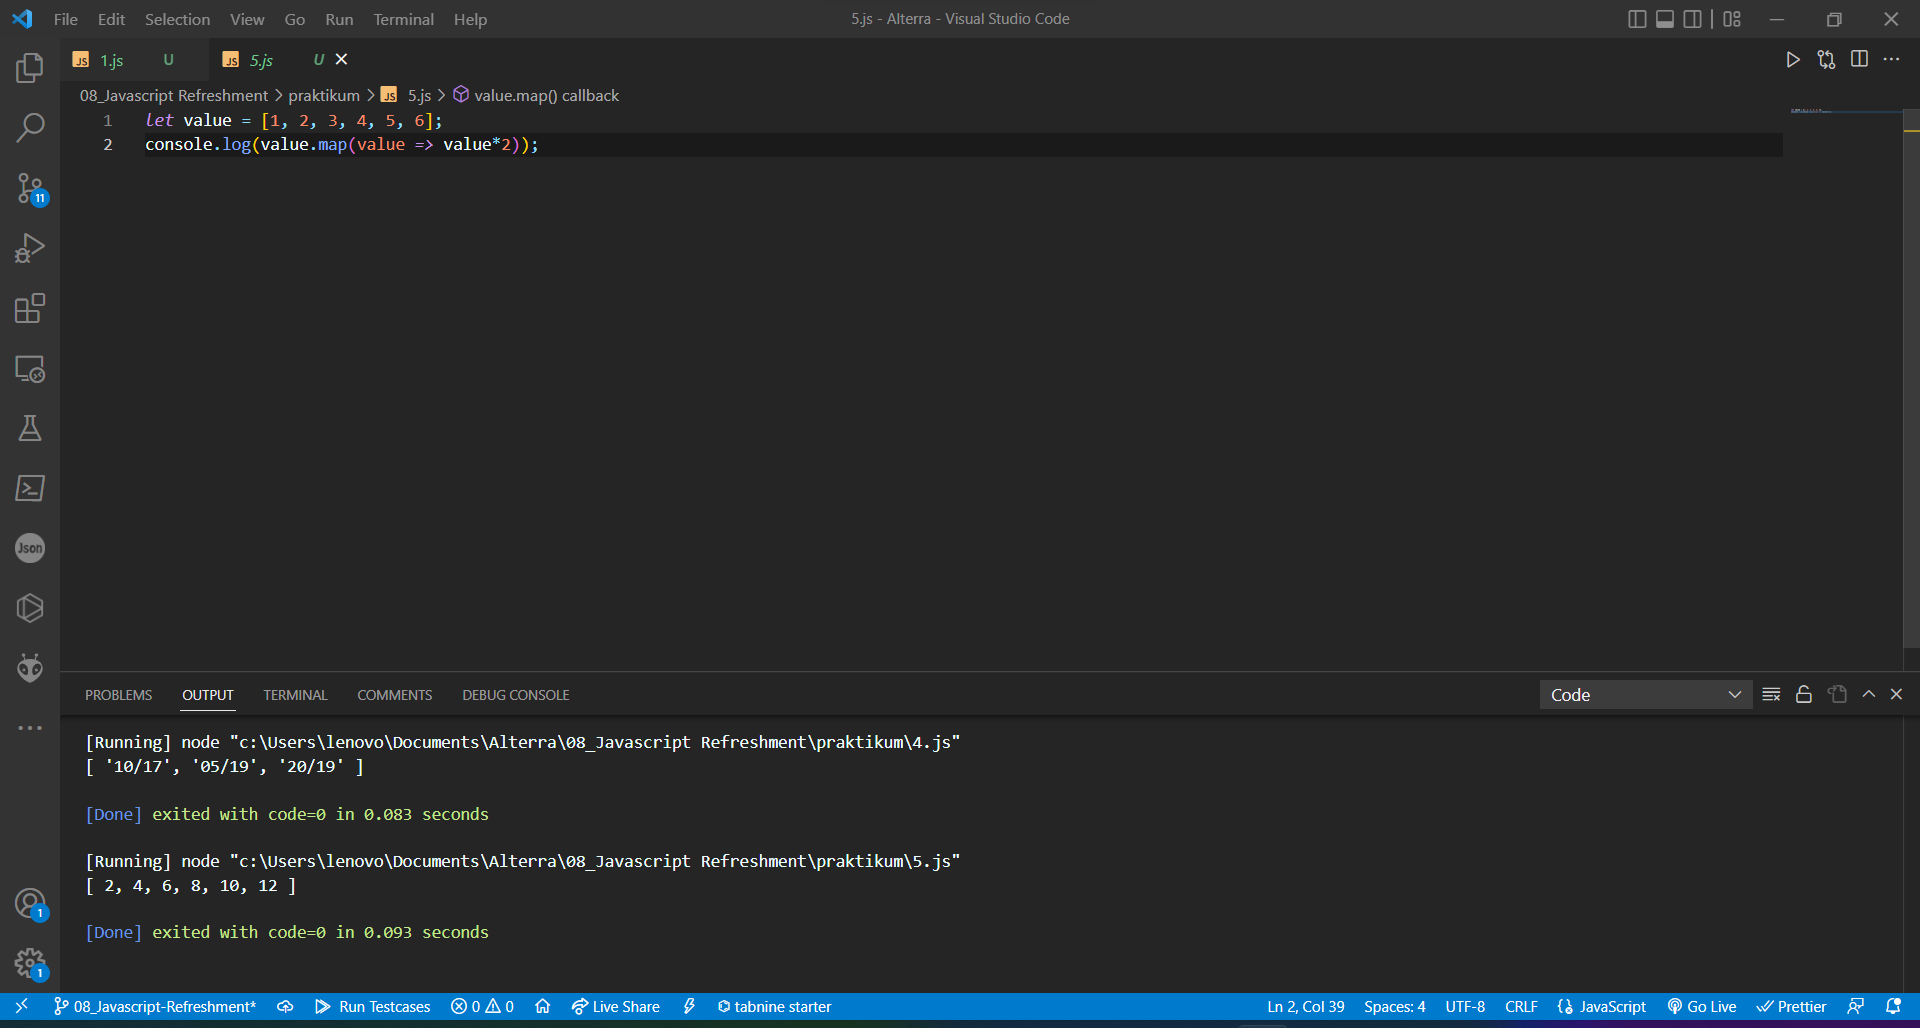 File Edit Selection View Go Run Terminal Help
5.js - Alterra - Visual Studio Code
JS 1.js U
JS 5.js U
08_Javascript Refreshment > praktikum > JS 5.js > value.map() callback
1 let value = [1, 2, 3, 4, 5, 6];
2 console.log(value.map(value => value*2));
11
Json
PROBLEMS OUTPUT TERMINAL COMMENTS DEBUG CONSOLE
Code
[Running] node "c:\Users\lenovo\Documents\Alterra\08_Javascript Refreshment\praktikum\4.js"
[ '10/17', '05/19', '20/19' ]
[Done] exited with code=0 in 0.083 seconds
[Running] node "c:\Users\lenovo\Documents\Alterra\08_Javascript Refreshment\praktikum\5.js"
[ 2, 4, 6, 8, 10, 12 ]
[Done] exited with code=0 in 0.093 seconds
1
1
08_Javascript-Refreshment* Run Testcases 0 0 Live Share tabnine starter Ln 2, Col 39 Spaces: 4 UTF-8 CRLF JavaScript Go Live Prettier